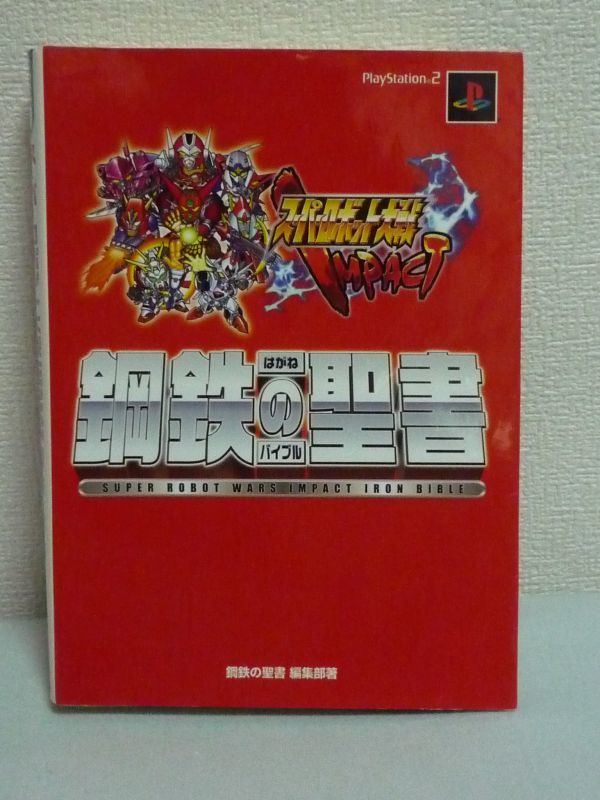 PlayStation 2
スーパーロボット大戦
IMPACT
はがね
鋼鉄の聖書
バイブル
SUPER ROBOT WARS IMPACT IRON BIBLE
鋼鉄の聖書 編集部著